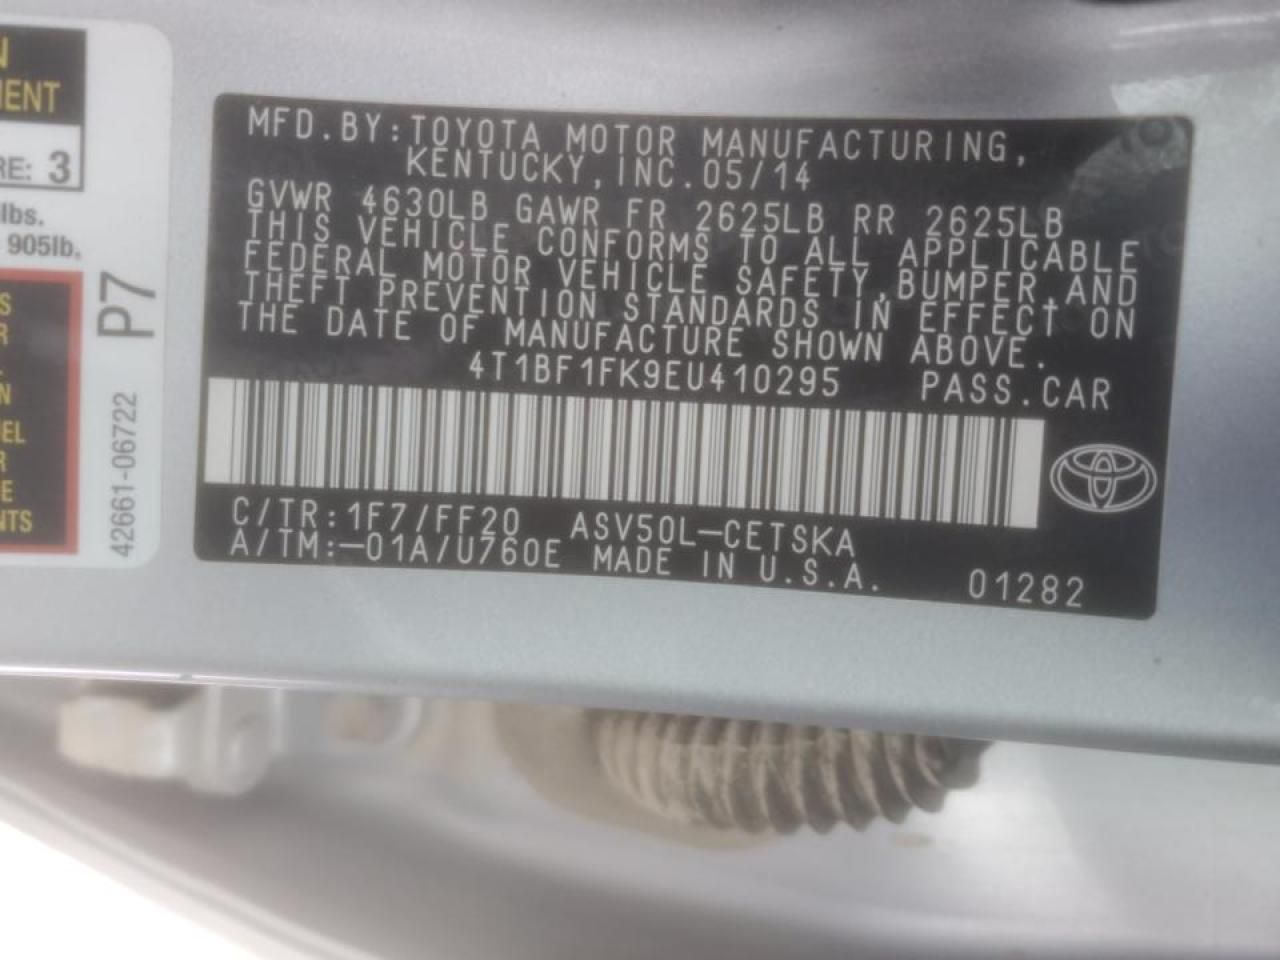 N
MENT
RE: 3
lbs.
905lb.
S
R
N
EL
R
E
NTS
P7
42661-06722
MFD.BY:TOYOTA MOTOR MANUFACTURING,
KENTUCKY,INC.05/14
GVWR 4630LB GAWR FR 2625LB RR 2625LB
THIS VEHICLE CONFORMS TO ALL APPLICABLE
FEDERAL MOTOR VEHICLE SAFETY,BUMPER,AND
THEFT PREVENTION STANDARDS IN EFFECT ON
THE DATE OF MANUFACTURE SHOWN ABOVE.
4T1BF1FK9EU410295 PASS.CAR
C/TR:1F7/FF20 ASV50L-CETSKA
A/TM:-01A/U760E MADE IN U.S.A. 01282